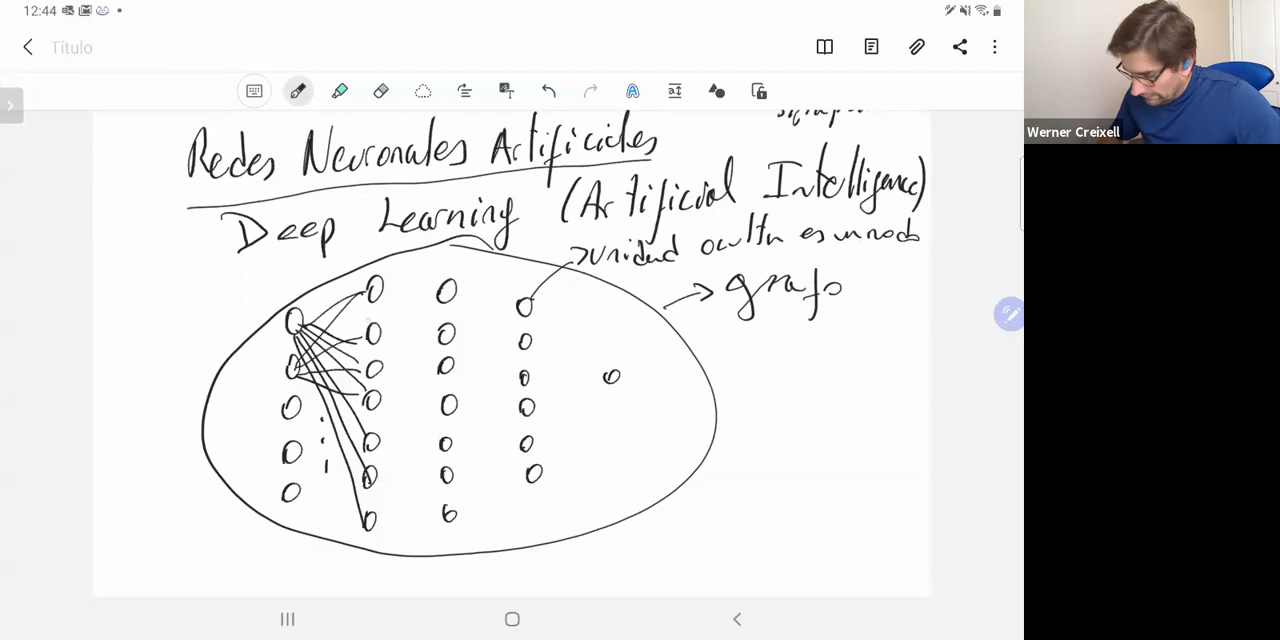 12:44
Título
Werner Creixell
Redes Neuronales Artificiales
Deep Learning (Artificial Intelligence)
unidad oculta es un nodo
grafo